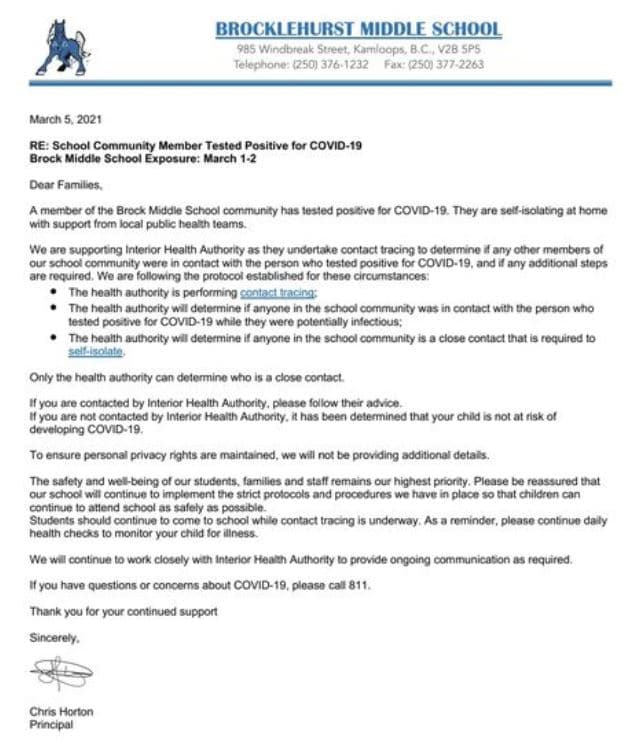 BROCKLEHURST MIDDLE SCHOOL
985 Windbreak Street, Kamloops, B.C., V2B 5P5
Telephone: (250) 376-1232 Fax: (250) 377-2263
March 5, 2021
RE: School Community Member Tested Positive for COVID-19
Brock Middle School Exposure: March 1-2
Dear Families,
A member of the Brock Middle School community has tested positive for COVID-19. They are self-isolating at home
with support from local public health teams.
We are supporting Interior Health Authority as they undertake contact tracing to determine if any other members of
our school community were in contact with the person who tested positive for COVID-19, and if any additional steps
are required. We are following the protocol established for these circumstances:
• The health authority is performing contact tracing;
• The health authority will determine if anyone in the school community was in contact with the person who
tested positive for COVID-19 while they were potentially infectious;
• The health authority will determine if anyone in the school community is a close contact that is required to
self-isolate.
Only the health authority can determine who is a close contact.
If you are contacted by Interior Health Authority, please follow their advice.
If you are not contacted by Interior Health Authority, it has been determined that your child is not at risk of
developing COVID-19.
To ensure personal privacy rights are maintained, we will not be providing additional details.
The safety and well-being of our students, families and staff remains our highest priority. Please be reassured that
our school will continue to implement the strict protocols and procedures we have in place so that children can
continue to attend school as safely as possible.
Students should continue to come to school while contact tracing is underway. As a reminder, please continue daily
health checks to monitor your child for illness.
We will continue to work closely with Interior Health Authority to provide ongoing communication as required.
If you have questions or concerns about COVID-19, please call 811.
Thank you for your continued support
Sincerely,
Chris Horton
Principal